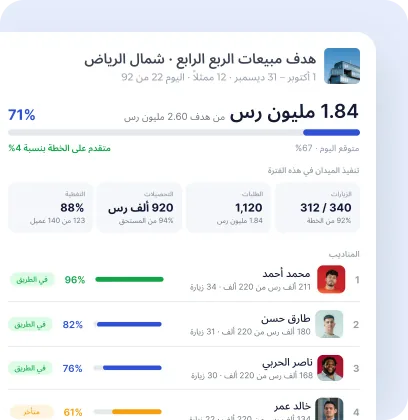 هدف مبيعات الربع الرابع · شمال الرياض
1 أكتوبر – 31 ديسمبر · 12 ممثلاً · اليوم 22 من 92
1.84 مليون رس من هدف 2.60 مليون رس
71%
متوقع اليوم · 67%
متقدم على الخطة بنسبة 4%
تنفيذ الميدان في هذه الفترة
الزيارات
312 / 340
92% من الخطة
الطلبات
1,120
1.84 مليون رس
التحصيلات
920 ألف رس
94% من المستحق
التغطية
88%
123 من 140 عميل
المناديب
1
محمد أحمد
211 ألف رس من 220 ألف · 34 زيارة
96%
في الطريق
2
طارق حسن
180 ألف رس من 220 ألف · 31 زيارة
82%
في الطريق
3
ناصر الحربي
168 ألف رس من 220 ألف · 30 زيارة
76%
في الطريق
4
خالد عمر
61%
متأخر